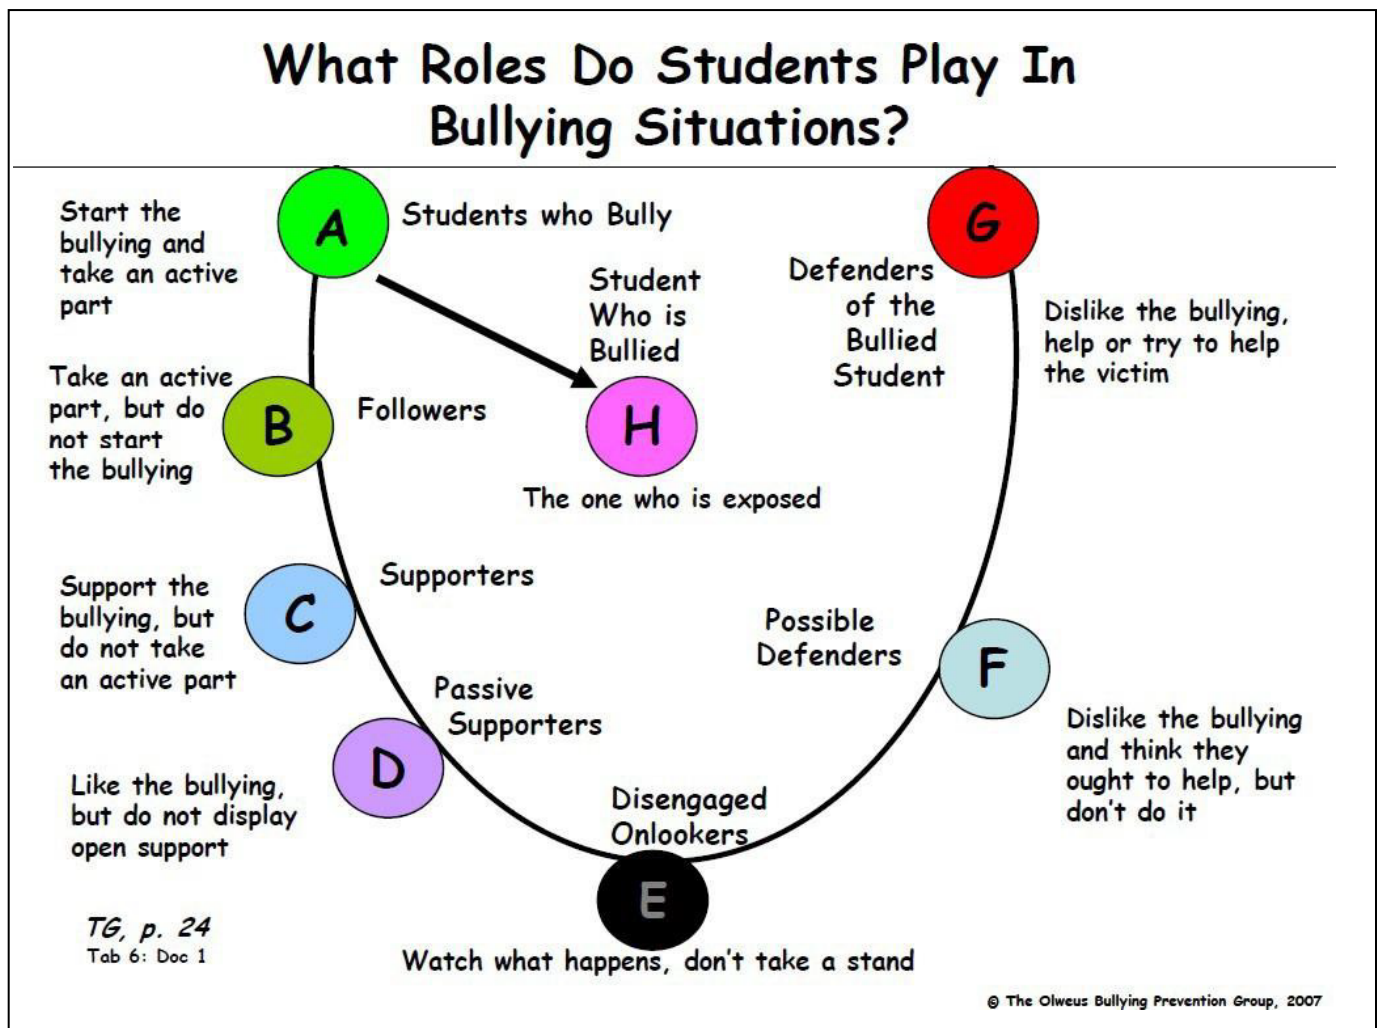 What Roles Do Students Play In
Bullying Situations?
A
Students who Bully
Start the
bullying and
take an active
part
B
Followers
Take an active
part, but do
not start
the bullying
C
Supporters
Support the
bullying, but
do not take
an active part
D
Passive
Supporters
Like the bullying,
but do not display
open support
E
Disengaged
Onlookers
Watch what happens, don't take a stand
F
Possible
Defenders
Dislike the bullying
and think they
ought to help, but
don't do it
G
Defenders
of the
Bullied
Student
Dislike the bullying,
help or try to help
the victim
Student
Who is
Bullied
H
The one who is exposed
TG, p. 24
Tab 6: Doc 1
© The Olweus Bullying Prevention Group, 2007